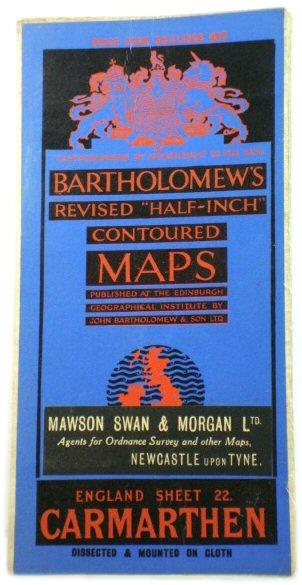 PRICE FOUR SHILLINGS NET
CARTOGRAPHERS BY APPOINTMENT TO THE KING
BARTHOLOMEW'S
REVISED "HALF-INCH"
CONTOURED
MAPS
PUBLISHED AT THE EDINBURGH
GEOGRAPHICAL INSTITUTE BY
JOHN BARTHOLOMEW & SON LTD
MAWSON SWAN & MORGAN LTD.
Agents for Ordnance Survey and other Maps,
NEWCASTLE UPON TYNE.
ENGLAND SHEET 22.
CARMARTHEN
DISSECTED & MOUNTED ON CLOTH